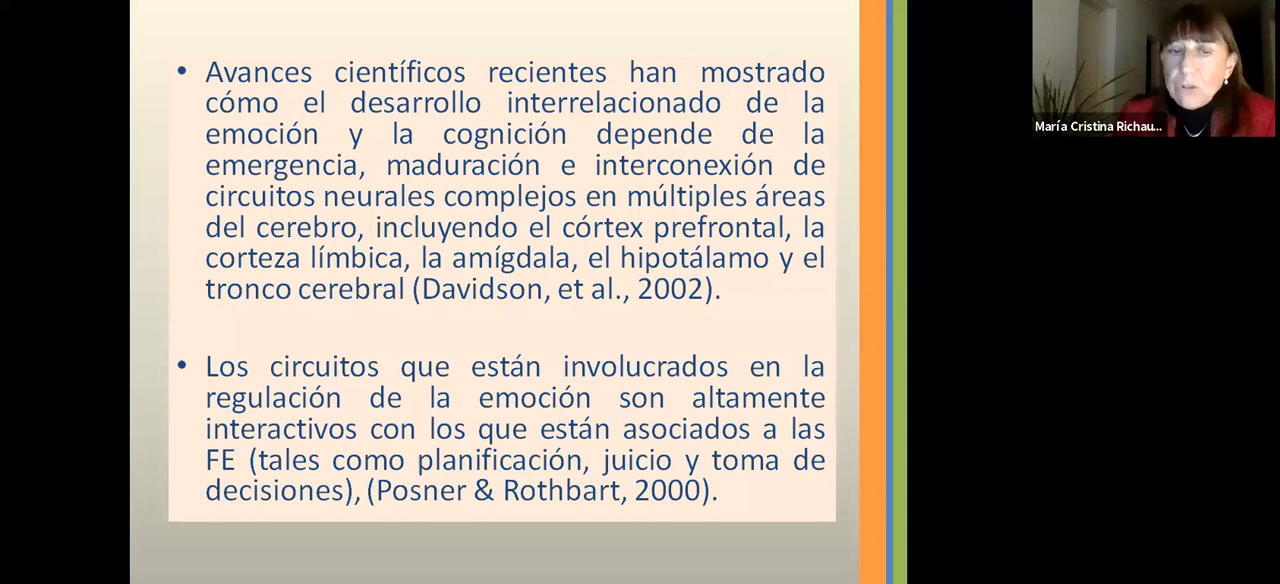 • Avances científicos recientes han mostrado
cómo el desarrollo interrelacionado de la
emoción y la cognición depende de la
emergencia, maduración e interconexión de
circuitos neurales complejos en múltiples áreas
del cerebro, incluyendo el córtex prefrontal, la
corteza límbica, la amígdala, el hipotálamo y el
tronco cerebral (Davidson, et al., 2002).
• Los circuitos que están involucrados en la
regulación de la emoción son altamente
interactivos con los que están asociados a las
FE (tales como planificación, juicio y toma de
decisiones), (Posner & Rothbart, 2000).
María Cristina Richau...